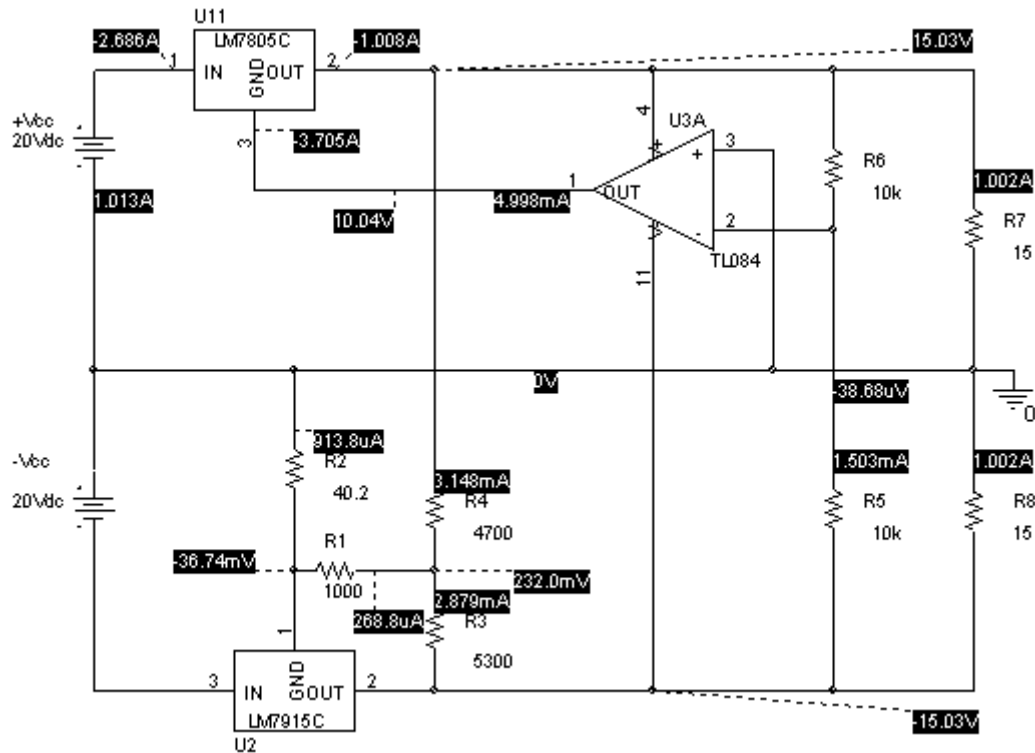 U11
-2.686A
LM7805C
-1.008A
15.03V
1
IN
GND
OUT
2
4
U3A
+Vcc
20Vdc
3
-3.705A
+
3
R6
10k
1.013A
10.04V
1
OUT
4.998mA
1.002A
R7
15
2
-
TL084
11
0V
-38.68uV
0
913.8uA
R2
40.2
-Vcc
20Vdc
3.148mA
R4
4700
1.503mA
R5
10k
1.002A
R8
15
R1
1000
-36.74mV
232.0mV
268.8uA
2.879mA
R3
5300
1
3
IN
GND
OUT
2
LM7915C
U2
-15.03V